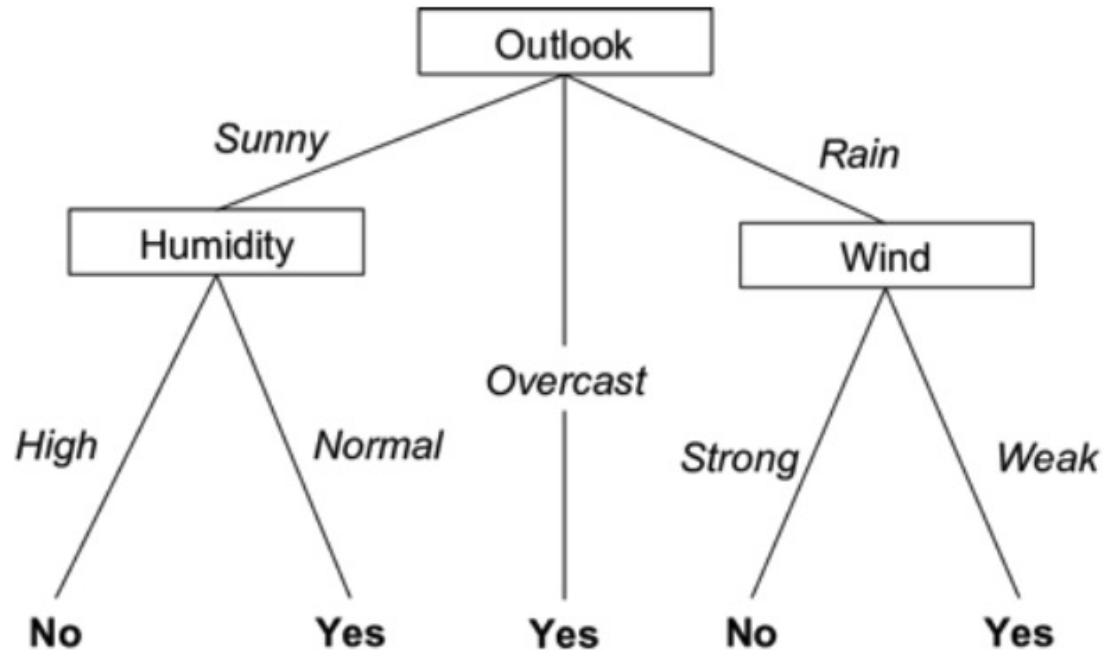 Outlook
Sunny
Rain
Humidity
Wind
Overcast
High
Normal
Strong
Weak
No
Yes
Yes
No
Yes